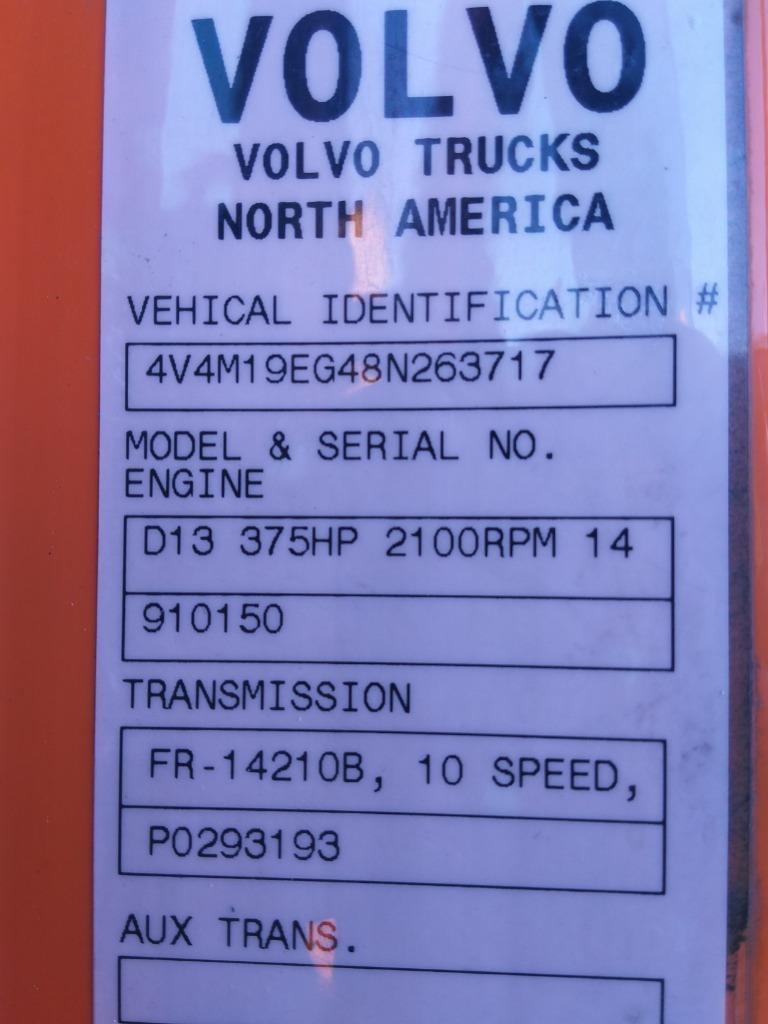 VOLVO
VOLVO TRUCKS
NORTH AMERICA
VEHICAL IDENTIFICATION #
4V4M19EG48N263717
MODEL & SERIAL NO.
ENGINE
D13 375HP 2100RPM 14
910150
TRANSMISSION
FR-14210B, 10 SPEED,
P0293193
AUX TRANS.